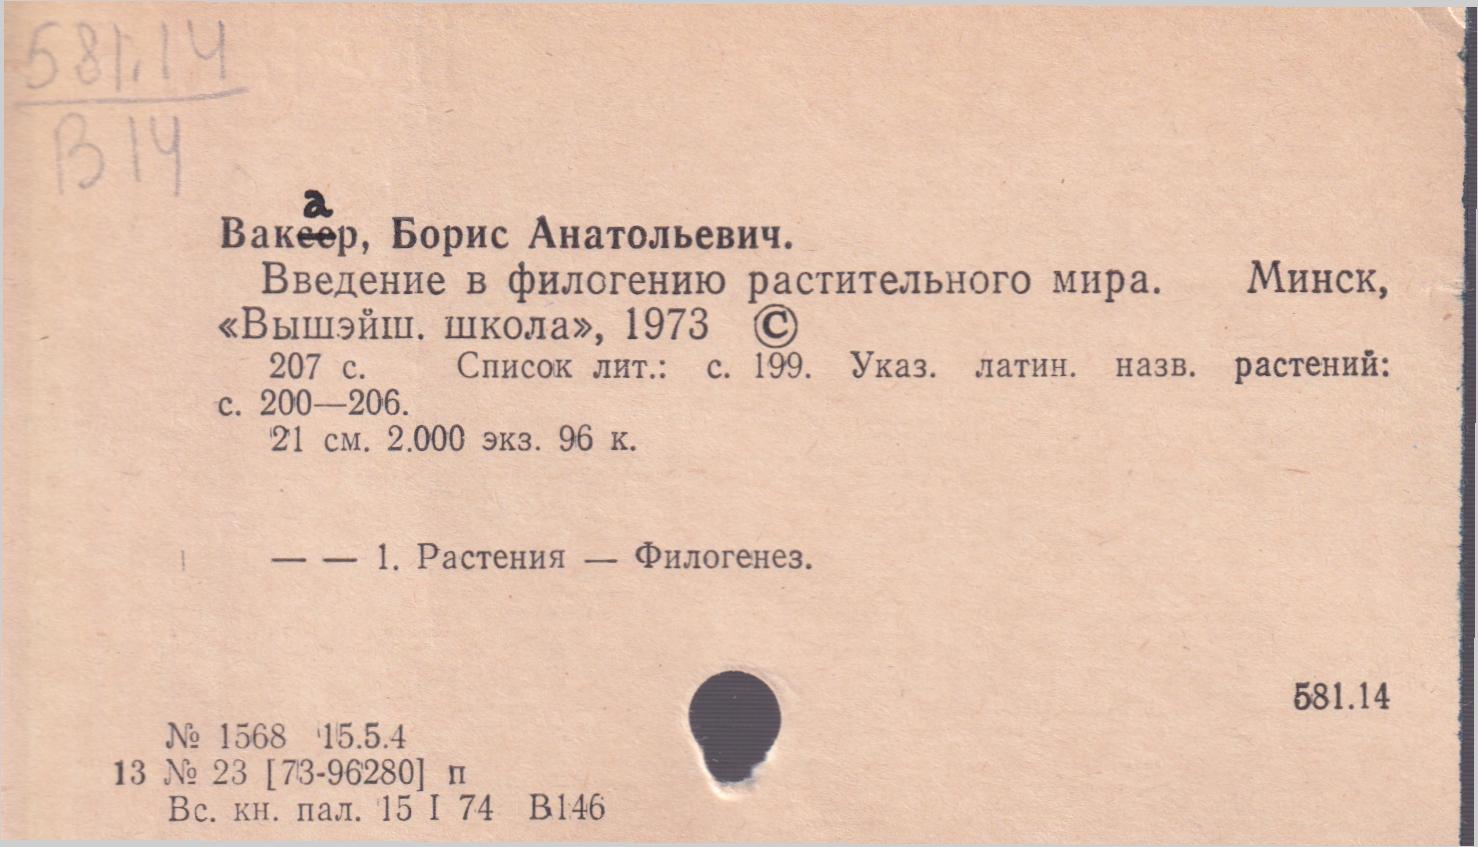 581.14
В 14
а
Вакеер, Борис Анатольевич.
Введение в филогению растительного мира. Минск,
«Вышэйш. школа», 1973 ©
207 с. Список лит.: с. 199. Указ. латин. назв. растений:
с. 200—206.
21 см. 2.000 экз. 96 к.
— — 1. Растения — Филогенез.
581.14
№ 1568 15.5.4
13 № 23 [73-96280] п
Вс. кн. пал. 15 I 74 В146